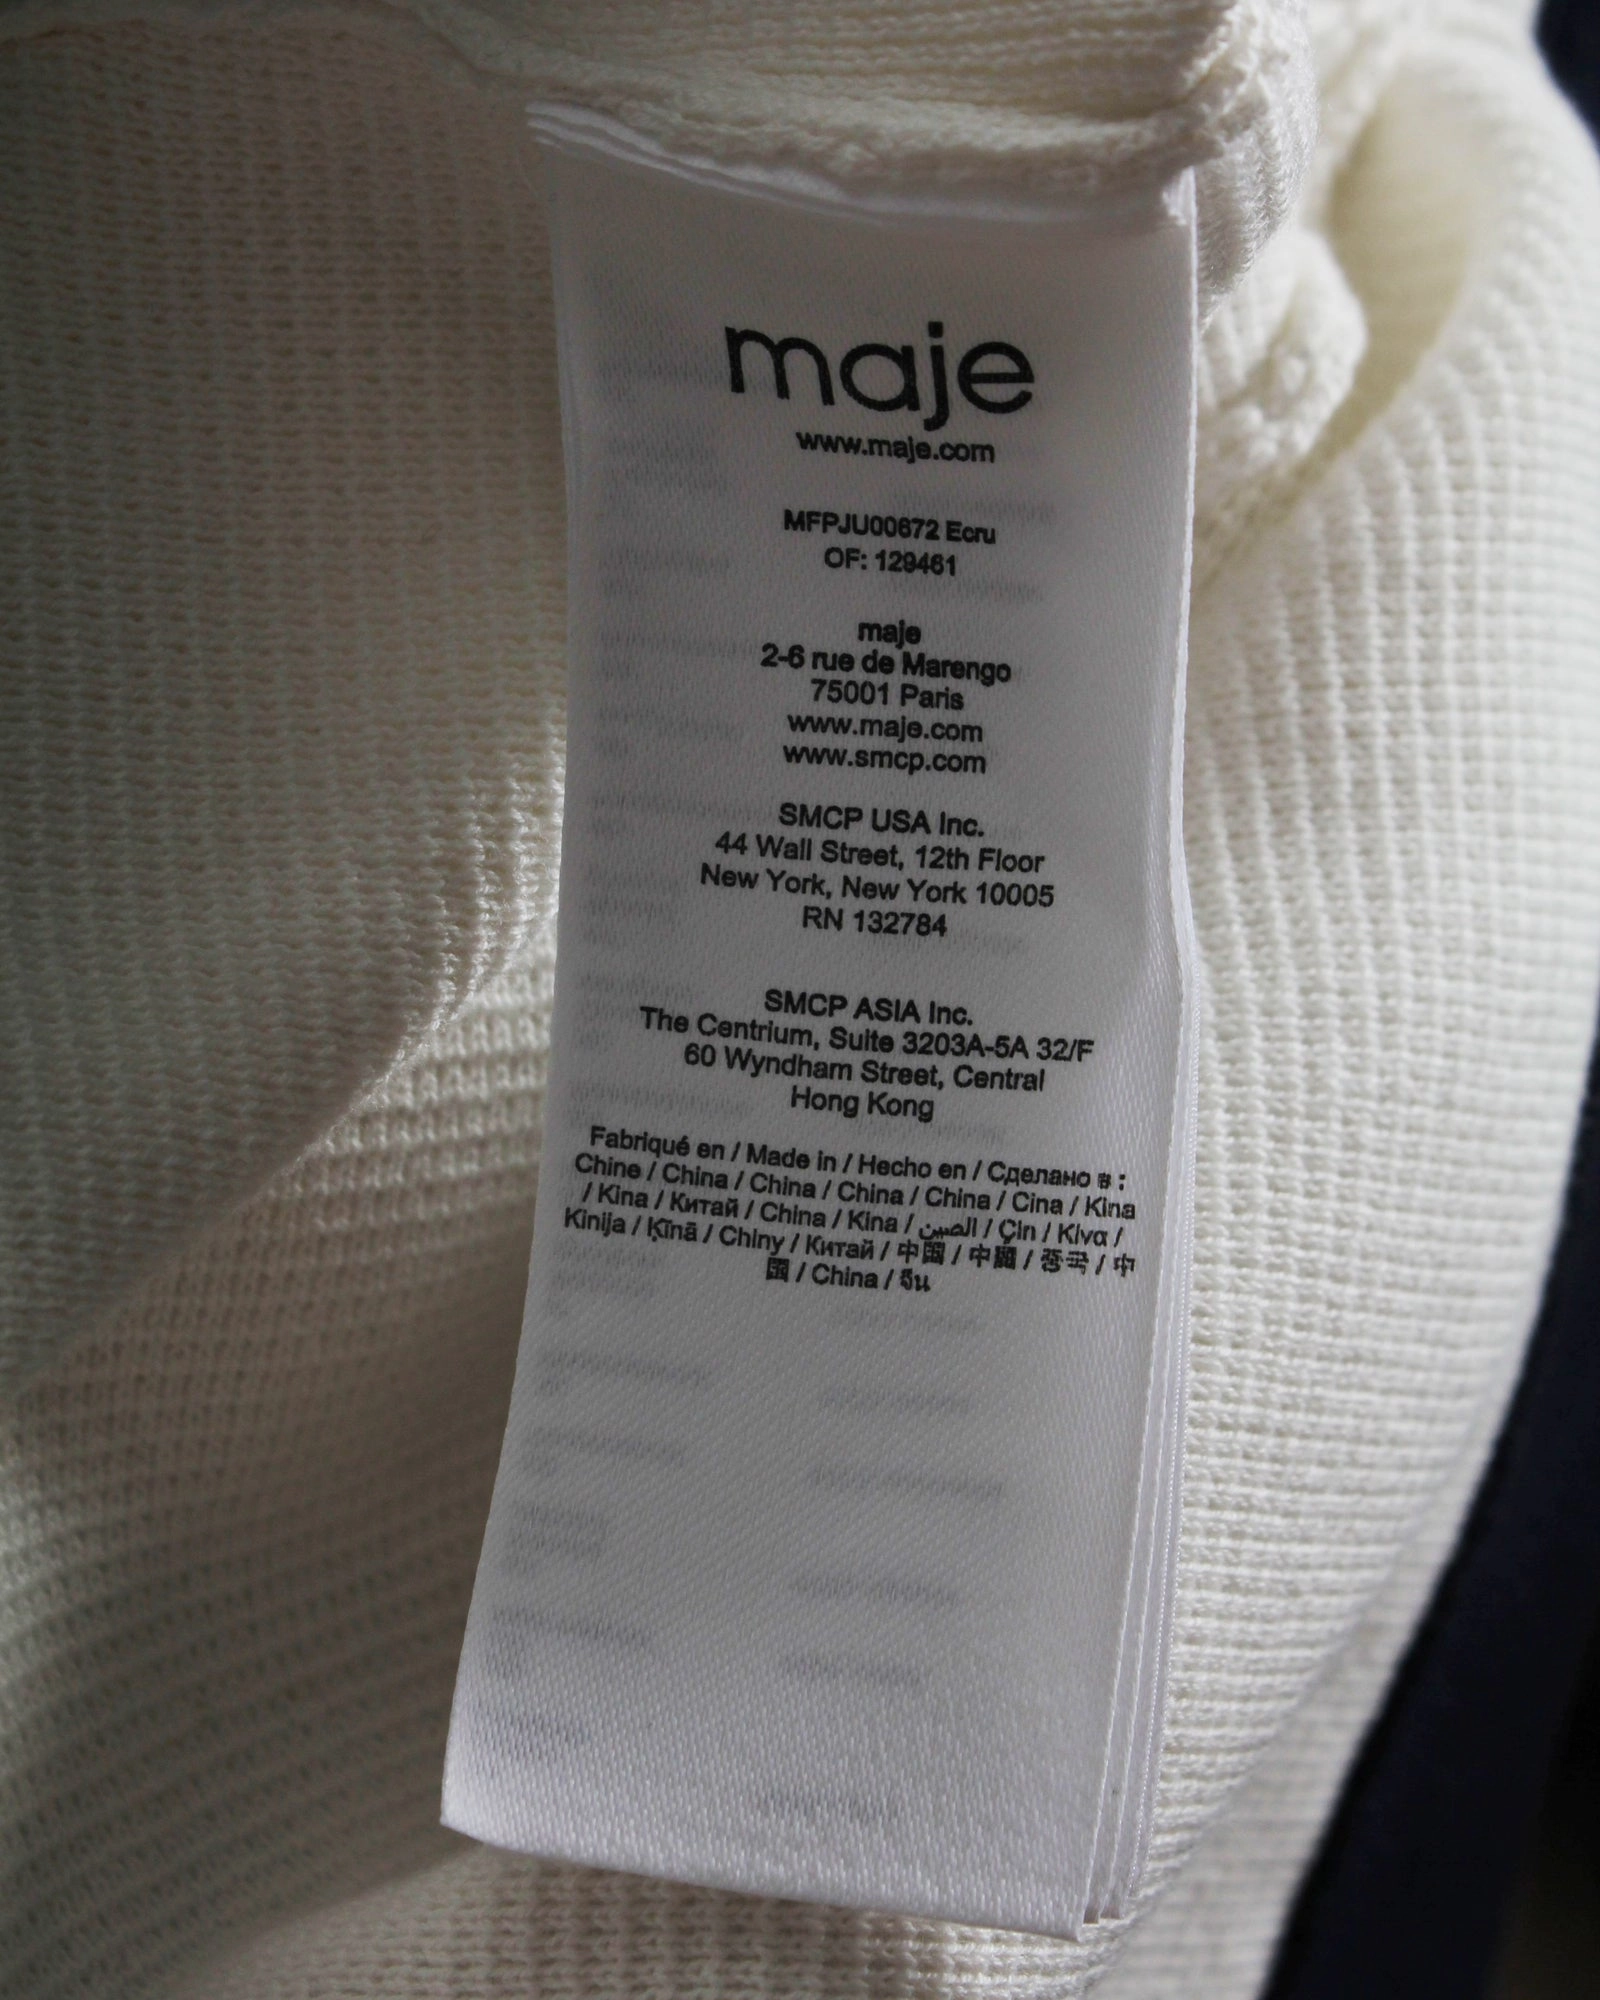 maje
www.maje.com
MFPJU00672 Ecru
OF: 129461
maje
2-6 rue de Marengo
75001 Paris
www.maje.com
www.smcp.com
SMCP USA Inc.
44 Wall Street, 12th Floor
New York, New York 10005
RN 132784
SMCP ASIA Inc.
The Centrium, Suite 3203A-5A 32/F
60 Wyndham Street, Central
Hong Kong
Fabriqué en / Made in / Hecho en / Сделано в :
Chine / China / China / China / China / Cina / Kina
/ Kina / Китай / China / Kina / الصين / Çin / Κίνα /
Kinija / Ķīnā / Chiny / Китай / 中国 / 中國 / 중국 / 中
国 / China / จีน